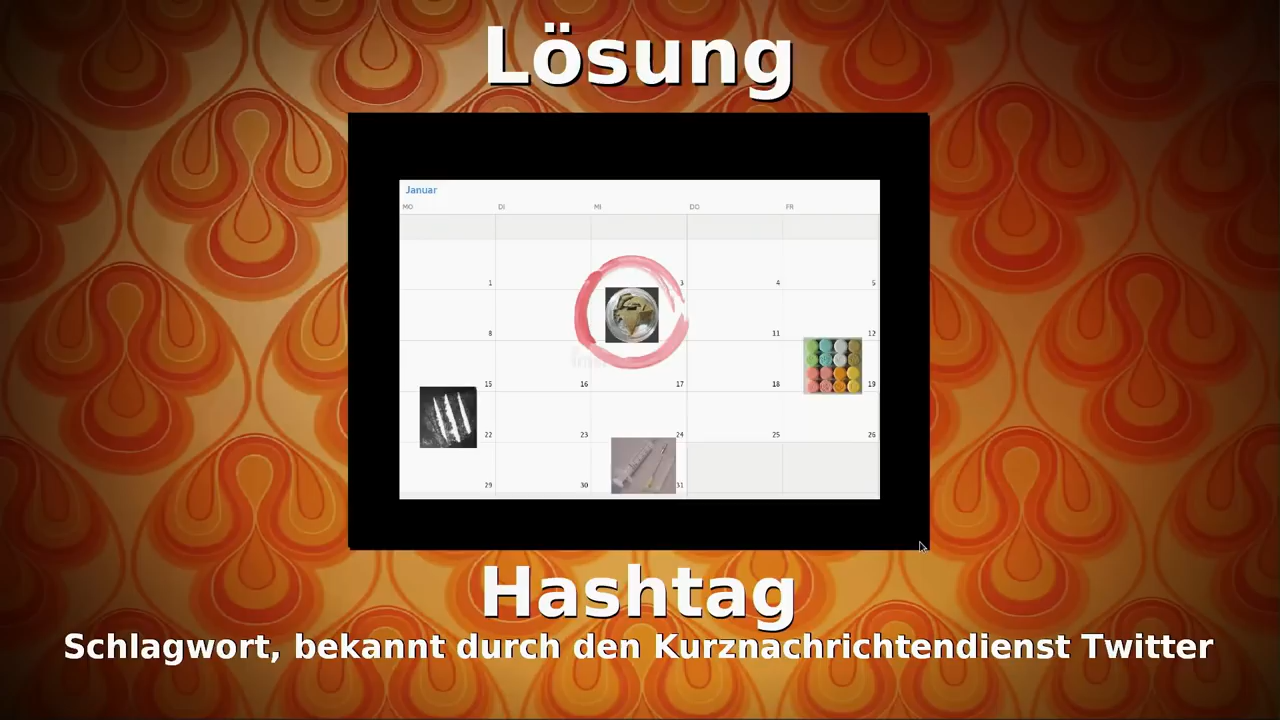 Lösung
Januar
MO DI MI DO FR
1 3 4 5
8 11 12
15 16 17 18 19
22 23 24 25 26
29 30 31
Hashtag
Schlagwort, bekannt durch den Kurznachrichtendienst Twitter